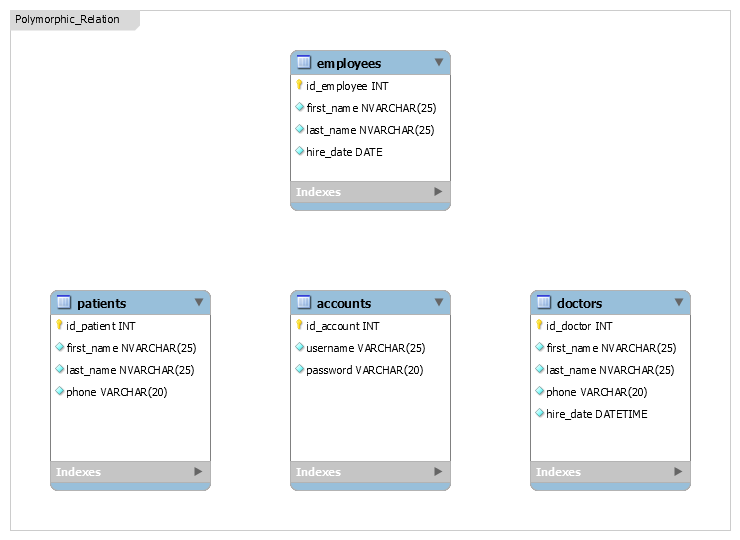 Polymorphic_Relation
employees
id_employee INT
first_name NVARCHAR(25)
last_name NVARCHAR(25)
hire_date DATE
Indexes
patients
id_patient INT
first_name NVARCHAR(25)
last_name NVARCHAR(25)
phone VARCHAR(20)
Indexes
accounts
id_account INT
username VARCHAR(25)
password VARCHAR(20)
Indexes
doctors
id_doctor INT
first_name NVARCHAR(25)
last_name NVARCHAR(25)
phone VARCHAR(20)
hire_date DATETIME
Indexes